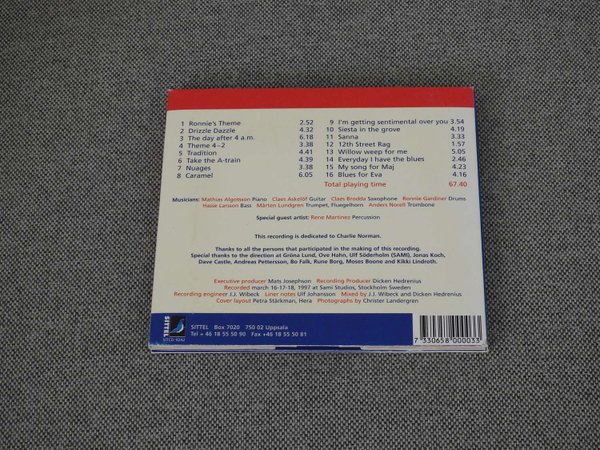 1 Ronnie's Theme 2.52
2 Drizzle Dazzle 4.32
3 The day after 4 a.m. 6.18
4 Theme 4-2 3.38
5 Tradition 4.41
6 Take the A-train 4.39
7 Nuages 3.38
8 Caramel 6.05
9 I'm getting sentimental over you 3.54
10 Siesta in the grove 4.19
11 Sanna 3.33
12 12th Street Rag 1.57
13 Willow weep for me 5.05
14 Everyday I have the blues 2.46
15 My song for Maj 4.23
16 Blues for Eva 4.16
Total playing time 67.40
Musicians: Mathias Algotsson Piano Claes Askelöf Guitar Claes Brodda Saxophone Ronnie Gardiner Drums
Hasse Larsson Bass Mårten Lundgren Trumpet, Fluegelhorn Anders Norell Trombone
Special guest artist: Rene Martinez Percussion
This recording is dedicated to Charlie Norman.
Thanks to all the persons that participated in the making of this recording.
Special thanks to the direction at Gröna Lund, Ove Hahn, Ulf Söderholm (SAMI), Jonas Koch,
Dave Castle, Andreas Pettersson, Bo Falk, Rune Borg, Moses Boone and Kikki Lindroth.
Executive producer Mats Josephson Recording Producer Dicken Hedrenius
Recorded march 16-17-18, 1997 at Sami Studios, Stockholm Sweden
Recording engineer J.J. Wibeck Liner notes Ulf Johansson Mixed by J.J. Wibeck and Dicken Hedrenius
Cover layout Petra Stärkman, Hera Photographs by Christer Landergren
SITTEL
SITCD 9242
SITTEL Box 7020 750 02 Uppsala
Tel + 46 18 55 50 90 Fax +46 18 55 50 81
7 330658 000033